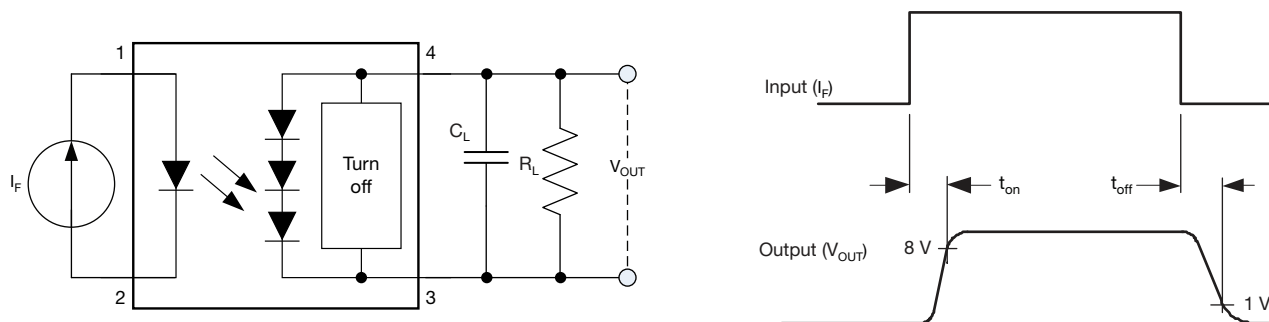 1
4
I_F
Turn
off
C_L
R_L
V_OUT
2
3
Input (I_F)
t_on
t_off
Output (V_OUT)
8 V
1 V